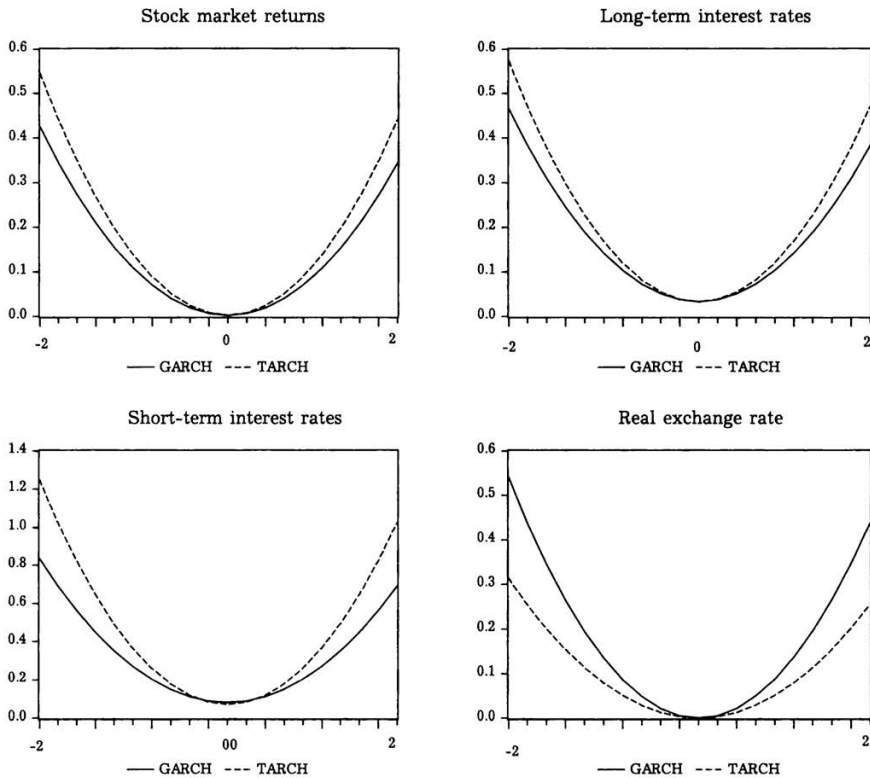 Stock market returns
0.6
0.5
0.4
0.3
0.2
0.1
0.0
-2 0 2
GARCH TARCH
Long-term interest rates
0.6
0.5
0.4
0.3
0.2
0.1
0.0
-2 0 2
GARCH TARCH
Short-term interest rates
1.4
1.2
1.0
0.8
0.6
0.4
0.2
0.0
-2 00 2
GARCH TARCH
Real exchange rate
0.6
0.5
0.4
0.3
0.2
0.1
0.0
-2 0 2
GARCH TARCH